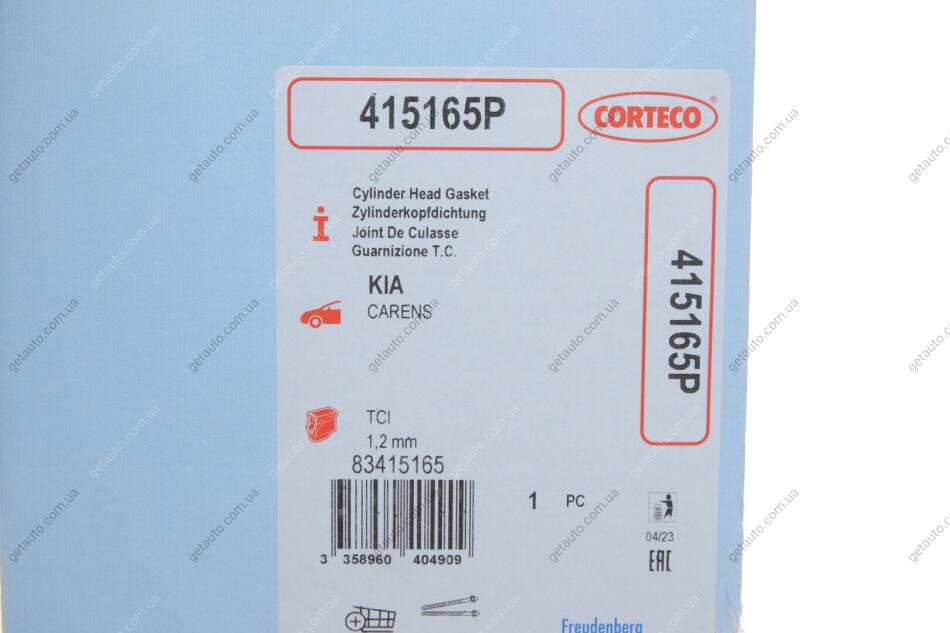 415165P
CORTECO®
Cylinder Head Gasket
Zylinderkopfdichtung
Joint De Culasse
Guarnizione T.C.
KIA
CARENS
415165P
TCI
1,2 mm
83415165
1 PC
04/23
EAC
3 358960 404909
Freudenberg
getauto.com.ua